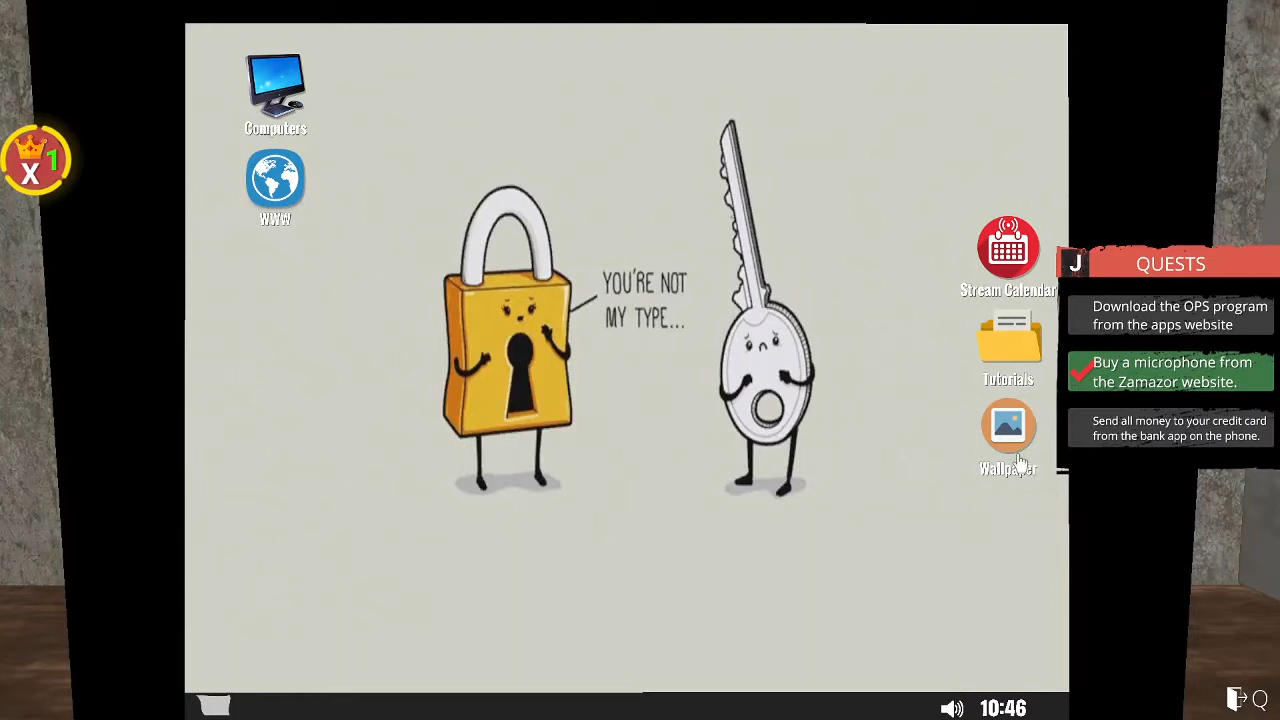 Computers
WWW
X 1
YOU'RE NOT
MY TYPE...
Stream Calendar
Tutorials
Wallpaper
J
QUESTS
Download the OPS program
from the apps website
Buy a microphone from
the Zamazor website.
Send all money to your credit card
from the bank app on the phone.
10:46
Q